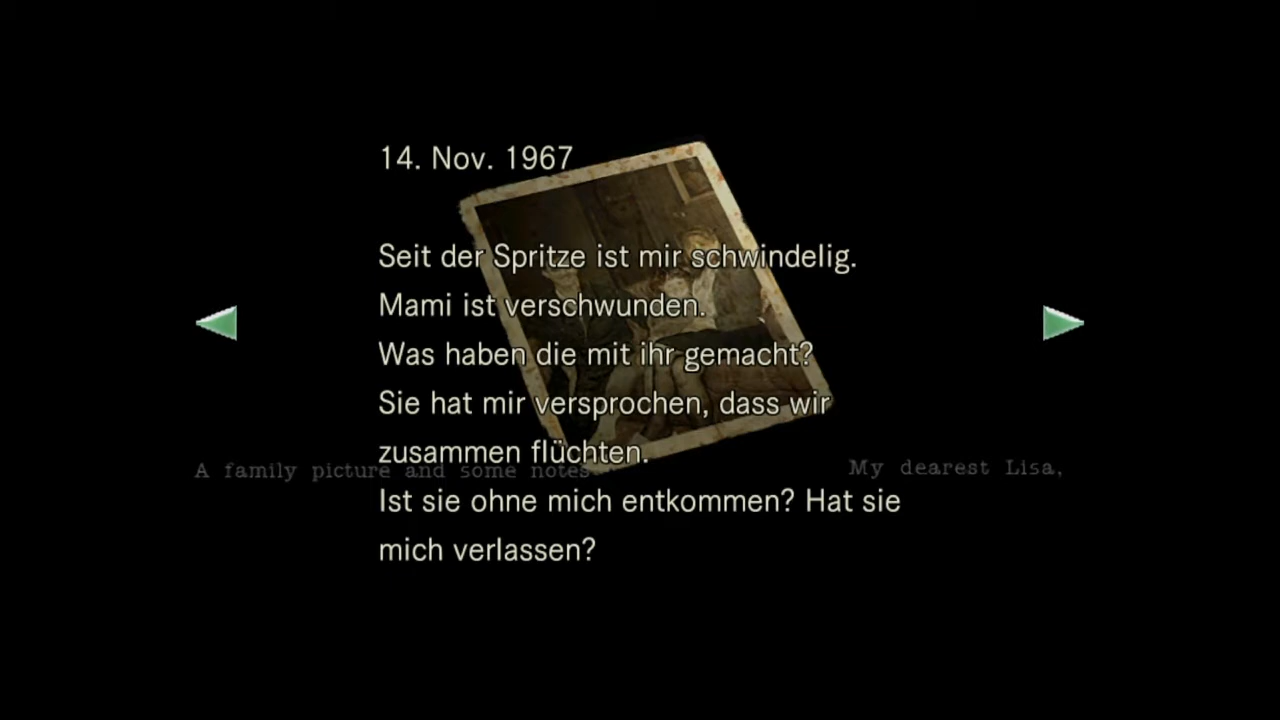 14. Nov. 1967
Seit der Spritze ist mir schwindelig.
Mami ist verschwunden.
Was haben die mit ihr gemacht?
Sie hat mir versprochen, dass wir
zusammen flüchten.
A family picture and some notes
My dearest Lisa,
Ist sie ohne mich entkommen? Hat sie
mich verlassen?